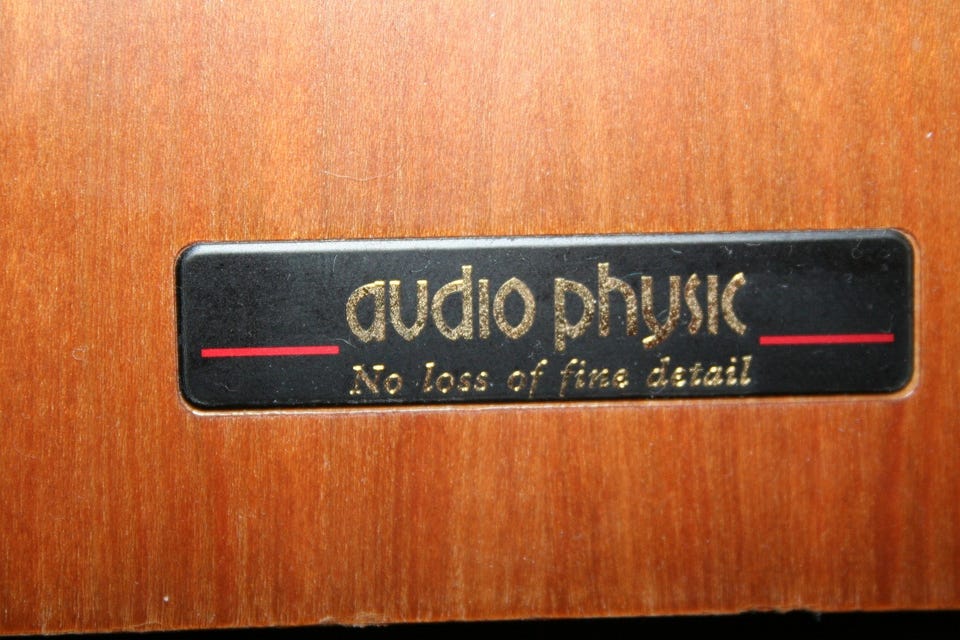 audio physic
No loss of fine detail